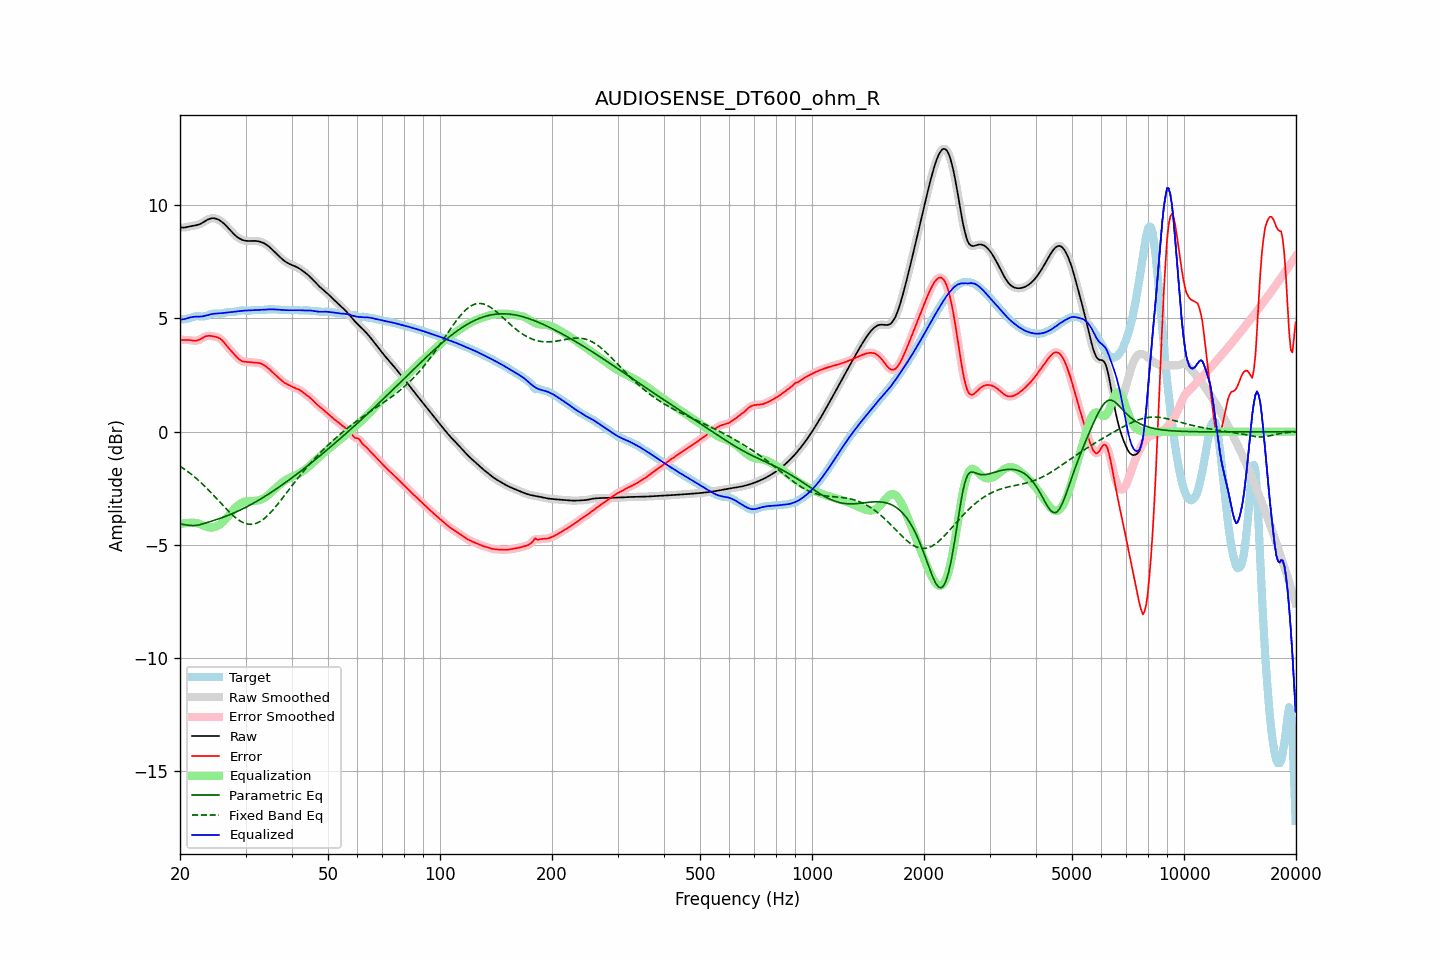 AUDIOSENSE_DT600_ohm_R
Amplitude (dBr)
10
5
0
−5
−10
−15
Target
Raw Smoothed
Error Smoothed
Raw
Error
Equalization
Parametric Eq
Fixed Band Eq
Equalized
20 50 100 200 500 1000 2000 5000 10000 20000
Frequency (Hz)